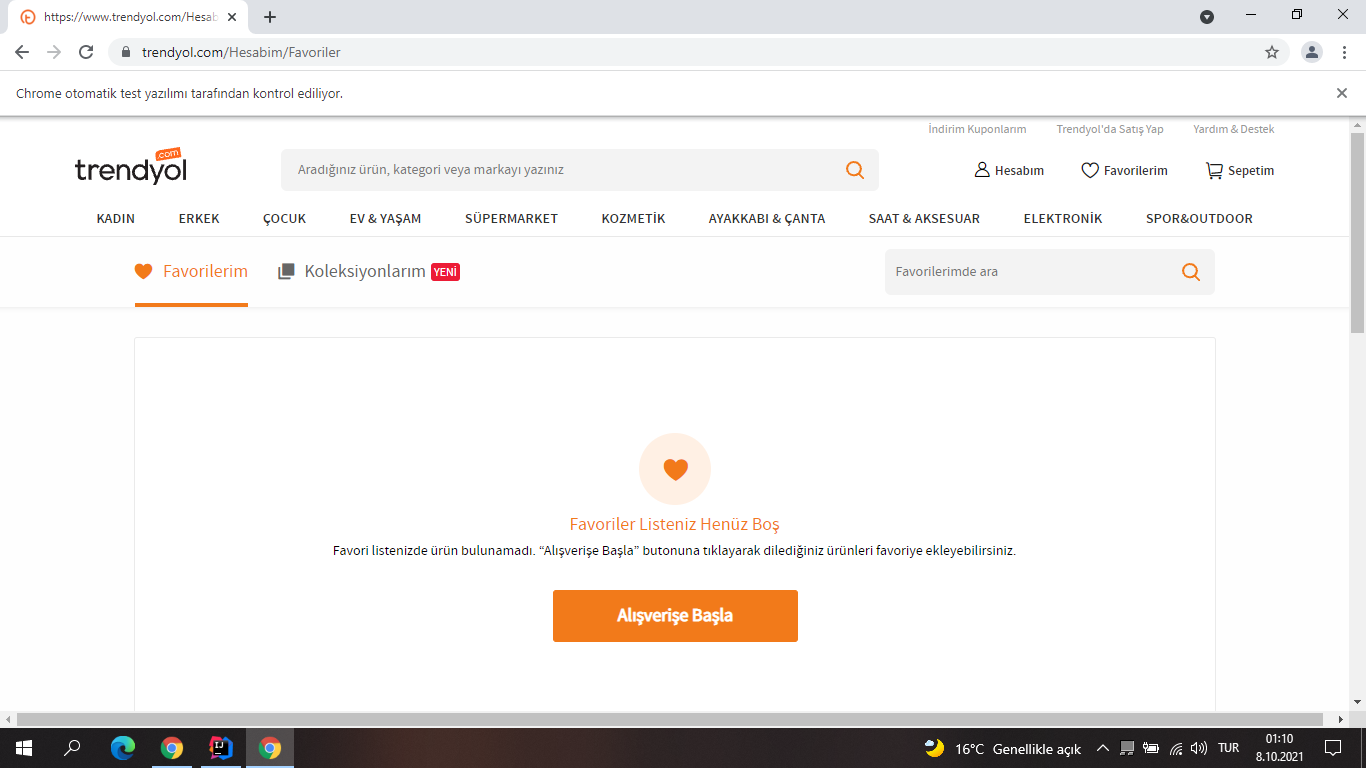 https://www.trendyol.com/Hesab
trendyol.com/Hesabim/Favoriler
Chrome otomatik test yazılımı tarafından kontrol ediliyor.
İndirim Kuponlarım Trendyol'da Satış Yap Yardım & Destek
trendyol .com
Aradığınız ürün, kategori veya markayı yazınız
Hesabım Favorilerim Sepetim
KADIN ERKEK ÇOCUK EV & YAŞAM SÜPERMARKET KOZMETİK AYAKKABI & ÇANTA SAAT & AKSESUAR ELEKTRONİK SPOR&OUTDOOR
Favorilerim Koleksiyonlarım YENİ Favorilerimde ara
Favoriler Listeniz Henüz Boş
Favori listenizde ürün bulunamadı. “Alışverişe Başla” butonuna tıklayarak dilediğiniz ürünleri favoriye ekleyebilirsiniz.
Alışverişe Başla
16°C Genellikle açık TUR 01:10
8.10.2021